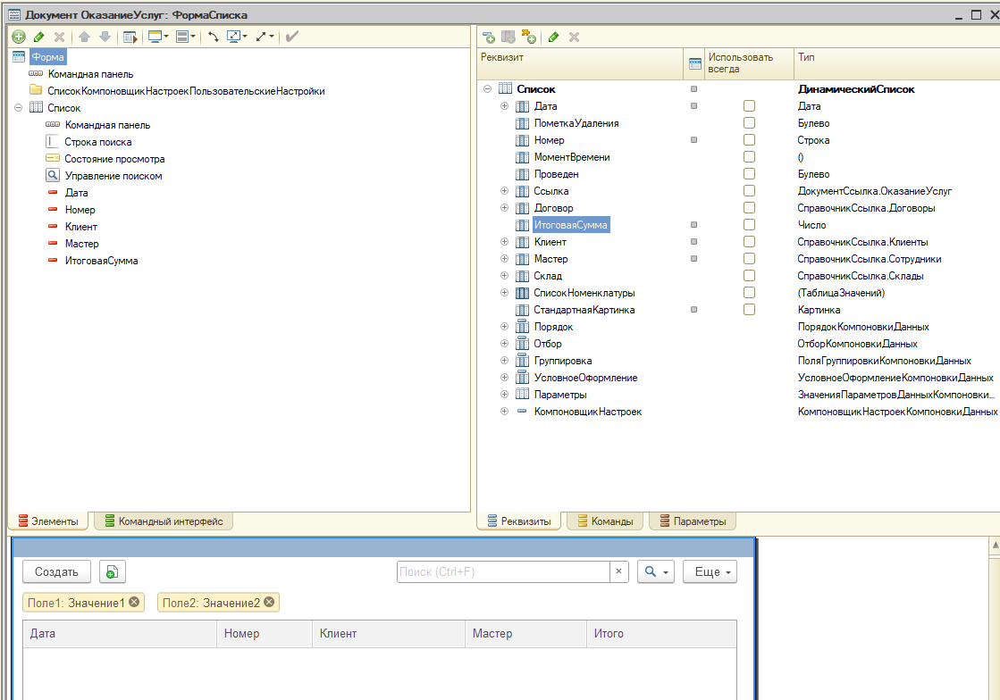 Документ ОказаниеУслуг: ФормаСписка
Форма
Командная панель
СписокКомпоновщикНастроекПользовательскиеНастройки
Список
Командная панель
Строка поиска
Состояние просмотра
Управление поиском
Дата
Номер
Клиент
Мастер
ИтоговаяСумма
Элементы
Командный интерфейс
Реквизит Использовать всегда Тип
Список ДинамическийСписок
Дата Дата
ПометкаУдаления Булево
Номер Строка
МоментВремени ()
Проведен Булево
Ссылка ДокументСсылка.ОказаниеУслуг
Договор СправочникСсылка.Договоры
ИтоговаяСумма Число
Клиент СправочникСсылка.Клиенты
Мастер СправочникСсылка.Сотрудники
Склад СправочникСсылка.Склады
СписокНоменклатуры (ТаблицаЗначений)
СтандартнаяКартинка Картинка
Порядок ПорядокКомпоновкиДанных
Отбор ОтборКомпоновкиДанных
Группировка ПоляГруппировкиКомпоновкиДанных
УсловноеОформление УсловноеОформлениеКомпоновкиДанных
Параметры ЗначенияПараметровДанныхКомпоновки...
КомпоновщикНастроек КомпоновщикНастроекКомпоновкиДанных
Реквизиты
Команды
Параметры
Создать
Поиск (Ctrl+F)
×
Еще
Поле1: Значение1
Поле2: Значение2
Дата Номер Клиент Мастер Итого